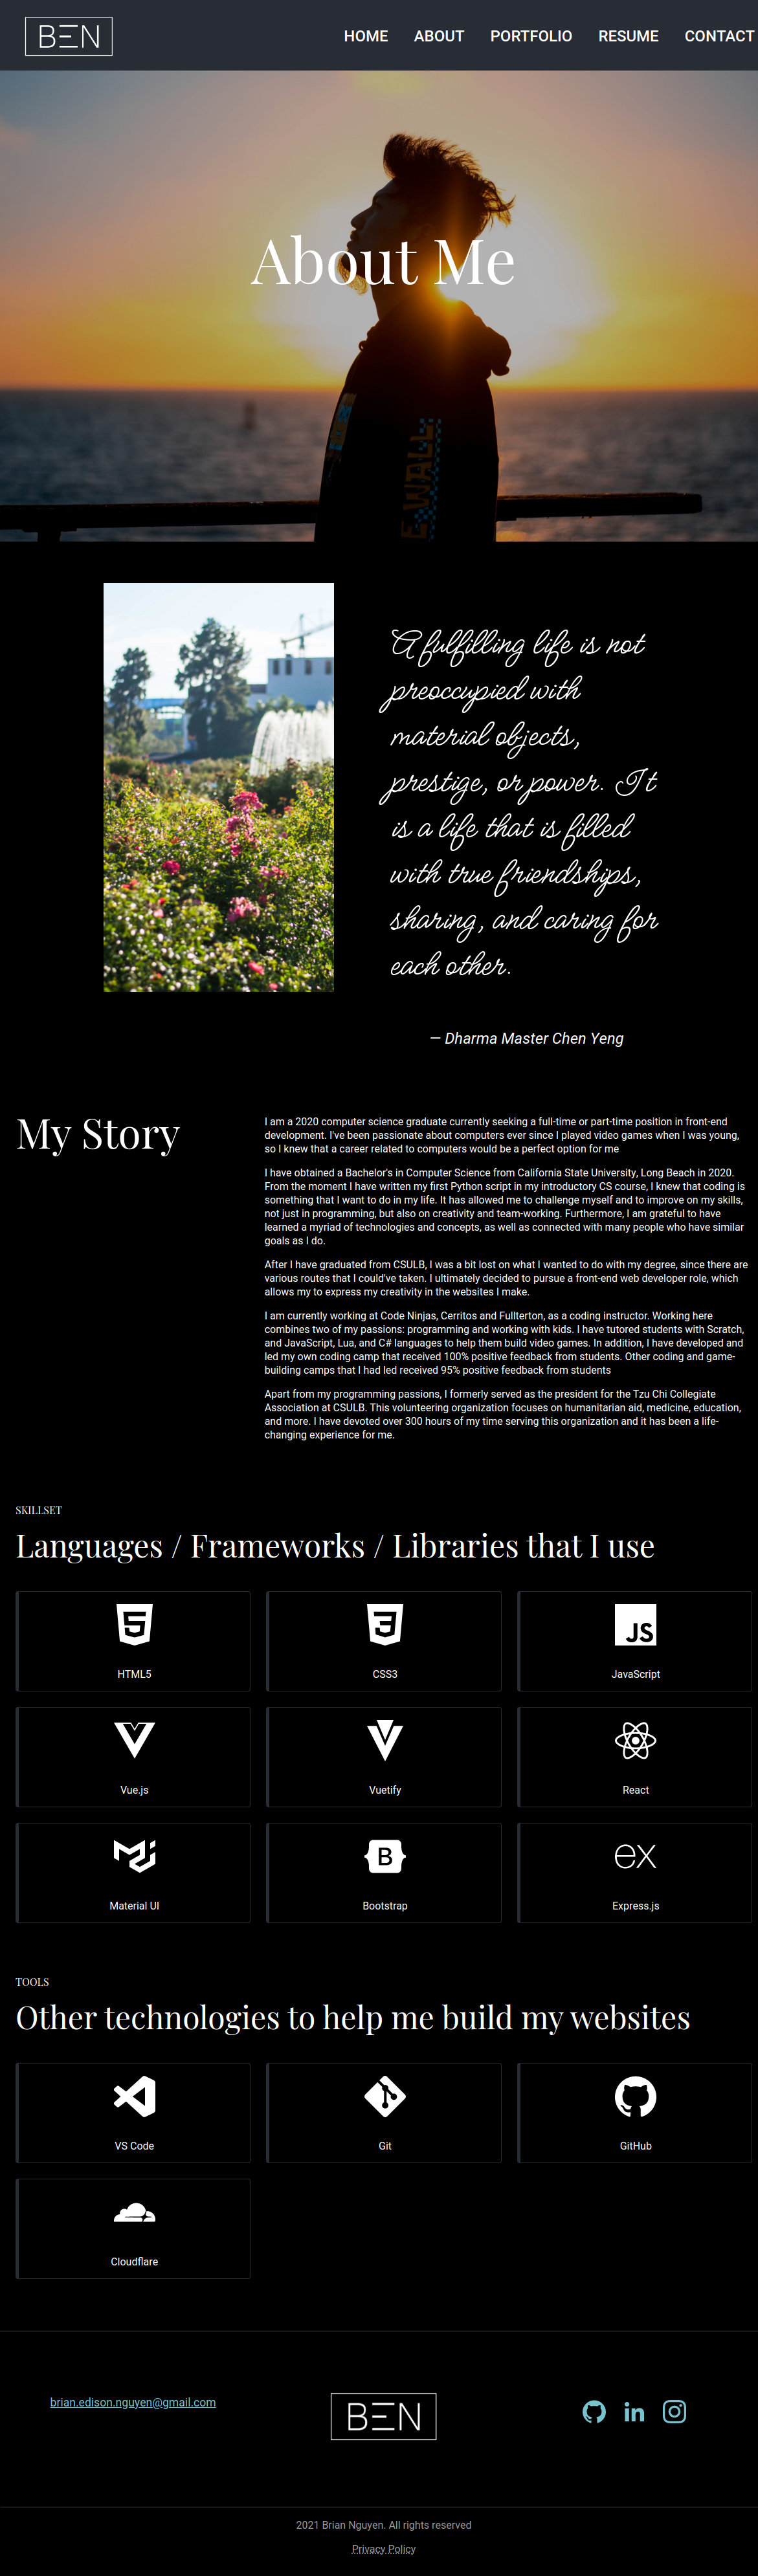 BEN
HOME ABOUT PORTFOLIO RESUME CONTACT
About Me
EWALL
A fulfilling life is not
preoccupied with
material objects,
prestige, or power. It
is a life that is filled
with true friendships,
sharing, and caring for
each other.
— Dharma Master Chen Yeng
My Story
I am a 2020 computer science graduate currently seeking a full-time or part-time position in front-end
development. I've been passionate about computers ever since I played video games when I was young,
so I knew that a career related to computers would be a perfect option for me
I have obtained a Bachelor's in Computer Science from California State University, Long Beach in 2020.
From the moment I have written my first Python script in my introductory CS course, I knew that coding is
something that I want to do in my life. It has allowed me to challenge myself and to improve on my skills,
not just in programming, but also on creativity and team-working. Furthermore, I am grateful to have
learned a myriad of technologies and concepts, as well as connected with many people who have similar
goals as I do.
After I have graduated from CSULB, I was a bit lost on what I wanted to do with my degree, since there are
various routes that I could've taken. I ultimately decided to pursue a front-end web developer role, which
allows my to express my creativity in the websites I make.
I am currently working at Code Ninjas, Cerritos and Fullterton, as a coding instructor. Working here
combines two of my passions: programming and working with kids. I have tutored students with Scratch,
and JavaScript, Lua, and C# languages to help them build video games. In addition, I have developed and
led my own coding camp that received 100% positive feedback from students. Other coding and game-
building camps that I had led received 95% positive feedback from students
Apart from my programming passions, I formerly served as the president for the Tzu Chi Collegiate
Association at CSULB. This volunteering organization focuses on humanitarian aid, medicine, education,
and more. I have devoted over 300 hours of my time serving this organization and it has been a life-
changing experience for me.
SKILLSET
Languages / Frameworks / Libraries that I use
5 3 JS
HTML5 CSS3 JavaScript
Vue.js Vuetify React
B ex
Material UI Bootstrap Express.js
TOOLS
Other technologies to help me build my websites
VS Code Git GitHub
Cloudflare
brian.edison.nguyen@gmail.com
BEN
in
2021 Brian Nguyen. All rights reserved
Privacy Policy